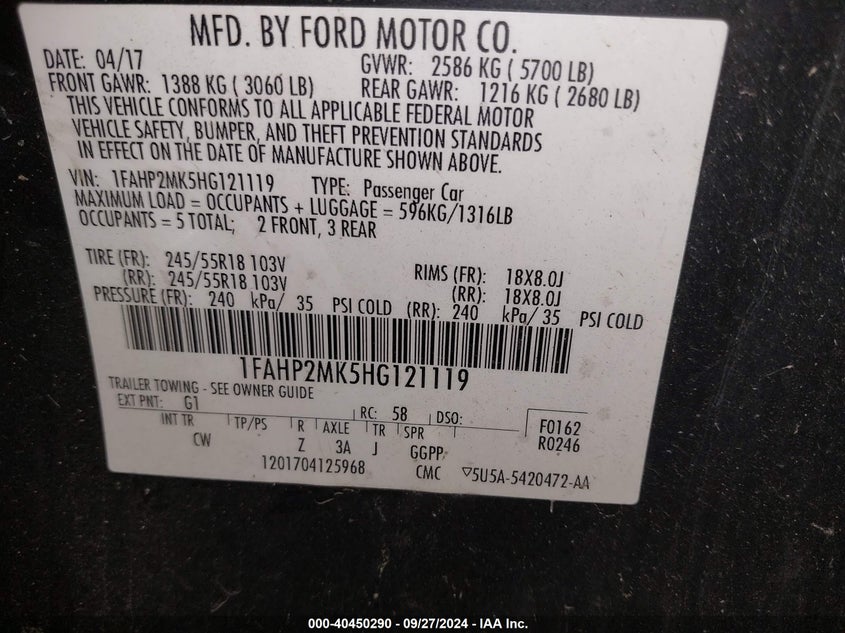 MFD. BY FORD MOTOR CO.
DATE: 04/17 GVWR: 2586 KG ( 5700 LB)
FRONT GAWR: 1388 KG ( 3060 LB) REAR GAWR: 1216 KG ( 2680 LB)
THIS VEHICLE CONFORMS TO ALL APPLICABLE FEDERAL MOTOR
VEHICLE SAFETY, BUMPER, AND THEFT PREVENTION STANDARDS
IN EFFECT ON THE DATE OF MANUFACTURE SHOWN ABOVE.
VIN: 1FAHP2MK5HG121119 TYPE: Passenger Car
MAXIMUM LOAD = OCCUPANTS + LUGGAGE = 596KG/1316LB
OCCUPANTS = 5 TOTAL; 2 FRONT, 3 REAR
TIRE (FR): 245/55R18 103V RIMS (FR): 18X8.0J
(RR): 245/55R18 103V (RR): 18X8.0J
PRESSURE (FR): 240 kPa/ 35 PSI COLD (RR): 240 kPa/ 35 PSI COLD
1FAHP2MK5HG121119
TRAILER TOWING - SEE OWNER GUIDE
EXT PNT: G1 RC: 58 DSO: F0162
INT TR TP/PS R AXLE TR SPR R0246
CW Z 3A J GGPP
1201704125968 CMC ▽5U5A-5420472-AA
000-40450290 - 09/27/2024 - IAA Inc.